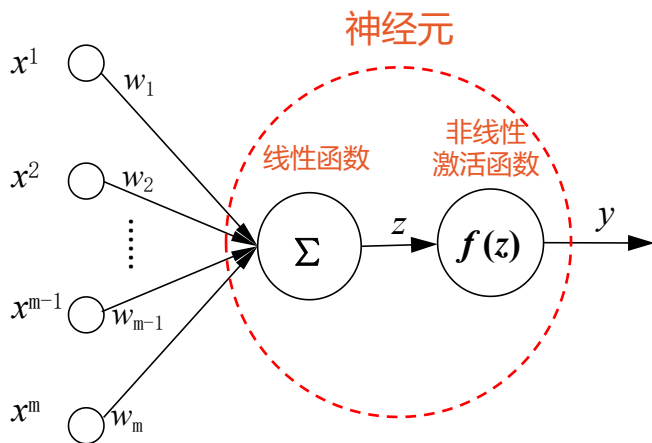 神经元
x¹
w₁
非线性
激活函数
线性函数
x²
w₂
z
y
Σ
f(z)
······
xᵐ⁻¹
wₘ₋₁
xᵐ
wₘ